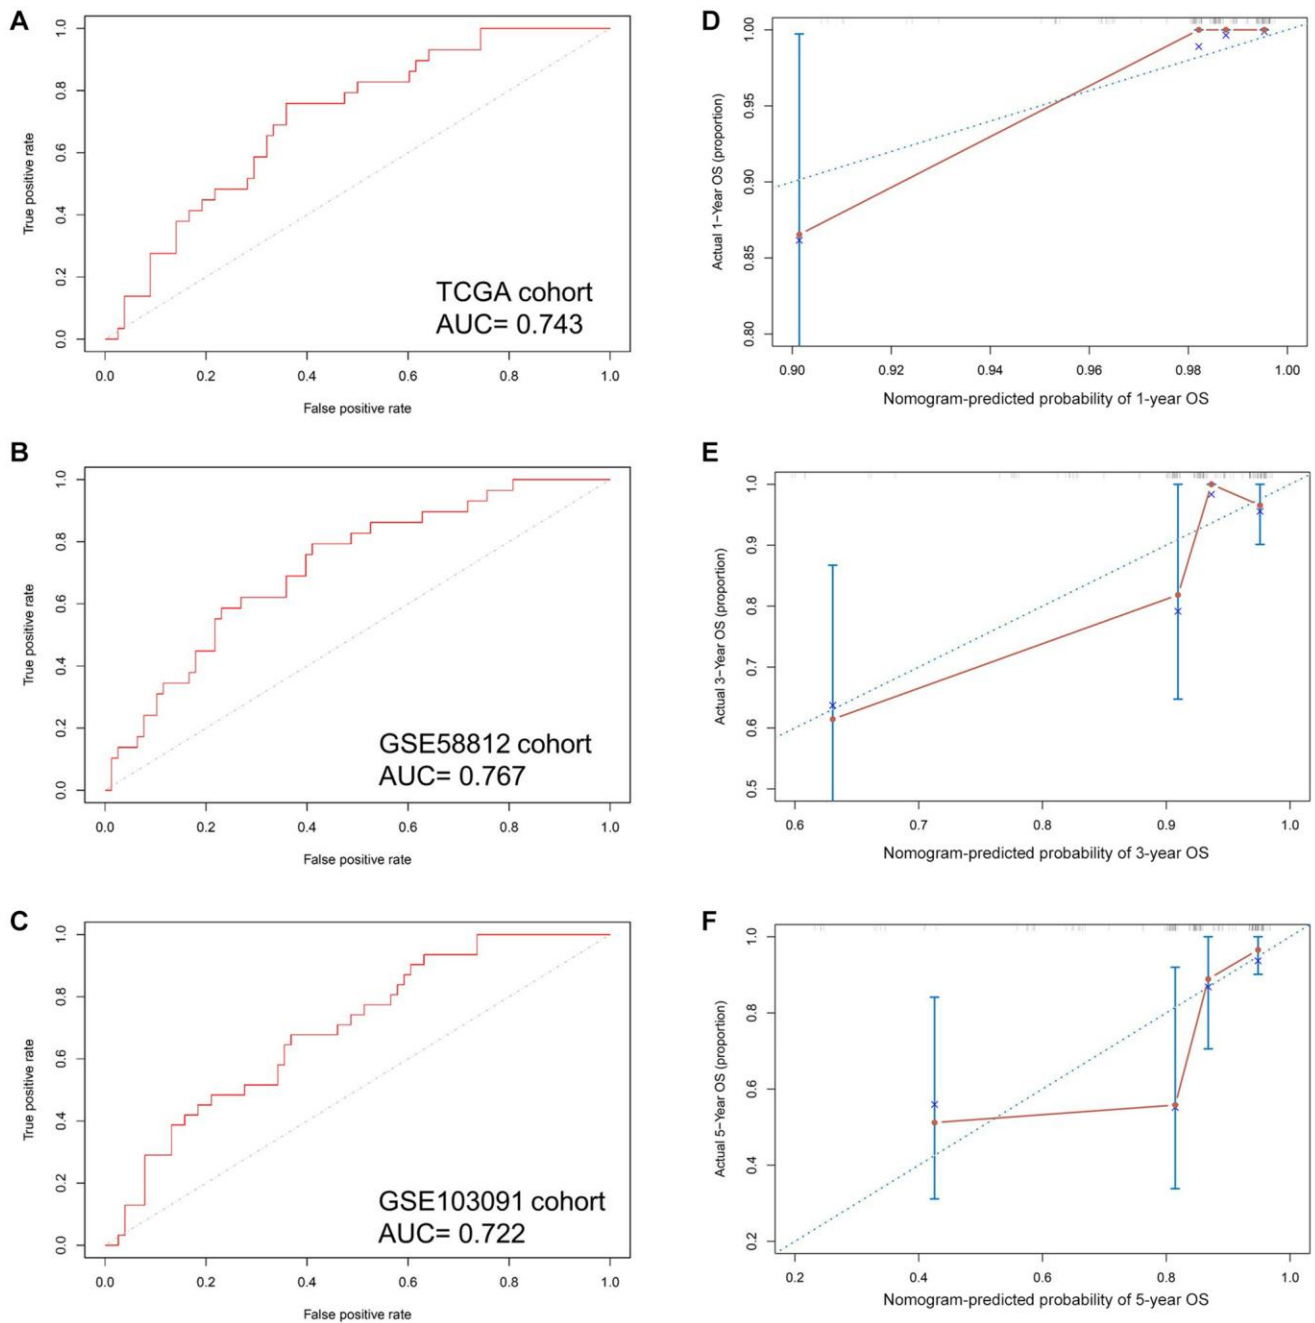 A
True positive rate
1.0
0.8
0.6
0.4
0.2
0.0
TCGA cohort
AUC= 0.743
0.0 0.2 0.4 0.6 0.8 1.0
False positive rate
D
Actual 1−Year OS (proportion)
1.00
0.95
0.90
0.85
0.80
0.90 0.92 0.94 0.96 0.98 1.00
Nomogram-predicted probability of 1-year OS
B
True positive rate
1.0
0.8
0.6
0.4
0.2
0.0
GSE58812 cohort
AUC= 0.767
0.0 0.2 0.4 0.6 0.8 1.0
False positive rate
E
Actual 3−Year OS (proportion)
1.0
0.9
0.8
0.7
0.6
0.5
0.6 0.7 0.8 0.9 1.0
Nomogram-predicted probability of 3-year OS
C
True positive rate
1.0
0.8
0.6
0.4
0.2
0.0
GSE103091 cohort
AUC= 0.722
0.0 0.2 0.4 0.6 0.8 1.0
False positive rate
F
Actual 5−Year OS (proportion)
1.0
0.8
0.6
0.4
0.2
0.2 0.4 0.6 0.8 1.0
Nomogram-predicted probability of 5-year OS